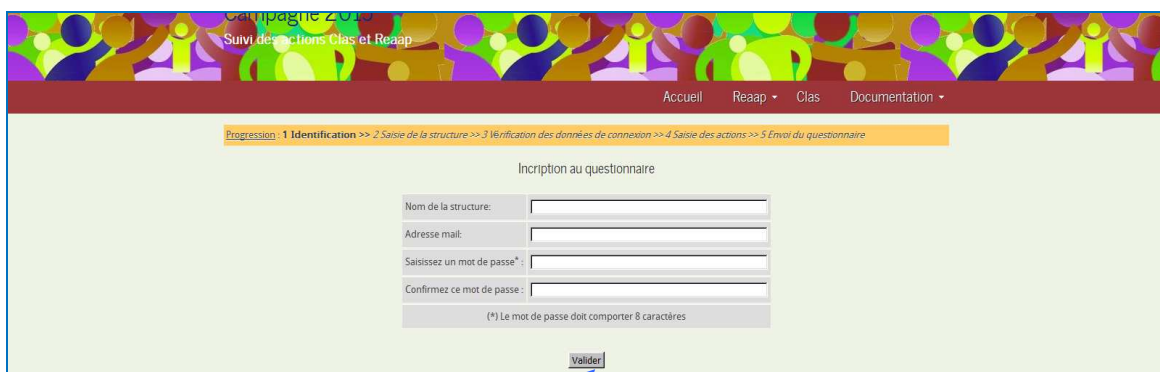 Campagne 2015
Suivi des actions Clas et Reaap
Accueil Reaap Clas Documentation
Progression : 1 Identification >> 2 Saisie de la structure >> 3 Vérification des données de connexion >> 4 Saisie des actions >> 5 Envoi du questionnaire
Incription au questionnaire
Nom de la structure:
Adresse mail:
Saisissez un mot de passe* :
Confirmez ce mot de passe :
(*) Le mot de passe doit comporter 8 caractères
Valider